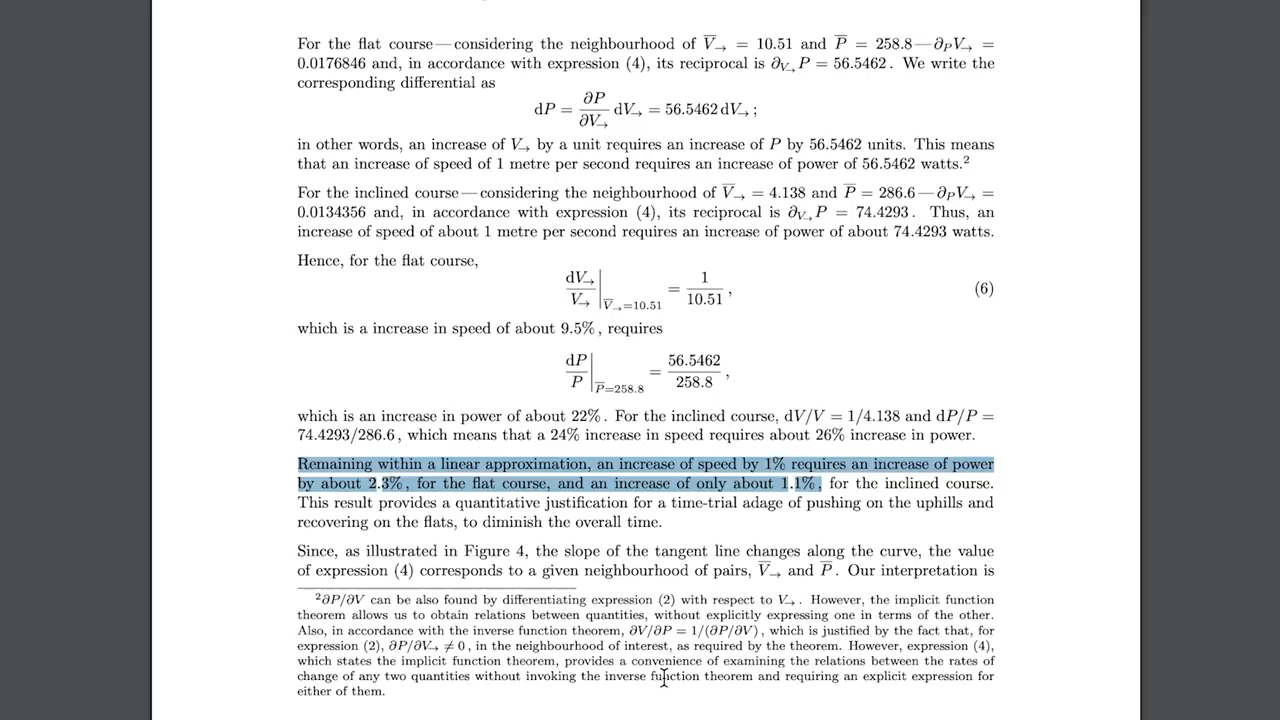 For the flat course—considering the neighbourhood of V̅→ = 10.51 and P̅ = 258.8—∂PV→ =
0.0176846 and, in accordance with expression (4), its reciprocal is ∂V→P = 56.5462. We write the
corresponding differential as
dP = ∂P/∂V→ dV→ = 56.5462 dV→ ;
in other words, an increase of V→ by a unit requires an increase of P by 56.5462 units. This means
that an increase of speed of 1 metre per second requires an increase of power of 56.5462 watts.²
For the inclined course—considering the neighbourhood of V̅→ = 4.138 and P̅ = 286.6—∂PV→ =
0.0134356 and, in accordance with expression (4), its reciprocal is ∂V→P = 74.4293. Thus, an
increase of speed of about 1 metre per second requires an increase of power of about 74.4293 watts.
Hence, for the flat course,
dV→/V→|V̅→=10.51 = 1/10.51 , (6)
which is a increase in speed of about 9.5%, requires
dP/P|P̅=258.8 = 56.5462/258.8 ,
which is an increase in power of about 22%. For the inclined course, dV/V = 1/4.138 and dP/P =
74.4293/286.6, which means that a 24% increase in speed requires about 26% increase in power.
Remaining within a linear approximation, an increase of speed by 1% requires an increase of power
by about 2.3%, for the flat course, and an increase of only about 1.1%, for the inclined course.
This result provides a quantitative justification for a time-trial adage of pushing on the uphills and
recovering on the flats, to diminish the overall time.
Since, as illustrated in Figure 4, the slope of the tangent line changes along the curve, the value
of expression (4) corresponds to a given neighbourhood of pairs, V̅→ and P̅. Our interpretation is
²∂P/∂V can be also found by differentiating expression (2) with respect to V→. However, the implicit function
theorem allows us to obtain relations between quantities, without explicitly expressing one in terms of the other.
Also, in accordance with the inverse function theorem, ∂V/∂P = 1/(∂P/∂V), which is justified by the fact that, for
expression (2), ∂P/∂V→ ≠ 0, in the neighbourhood of interest, as required by the theorem. However, expression (4),
which states the implicit function theorem, provides a convenience of examining the relations between the rates of
change of any two quantities without invoking the inverse function theorem and requiring an explicit expression for
either of them.